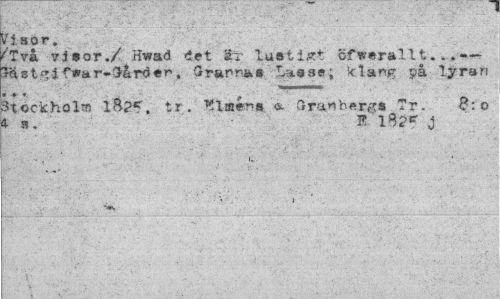 Visor.
/Två visor./ Hwad det är lustigt öfwerallt...--
Gästgifwar-Gården, Grannas Lasse; klang på lyran
...
Stockholm 1825, tr. Elméns & Granbergs Tr. 8:o
4 s. E 1825 j